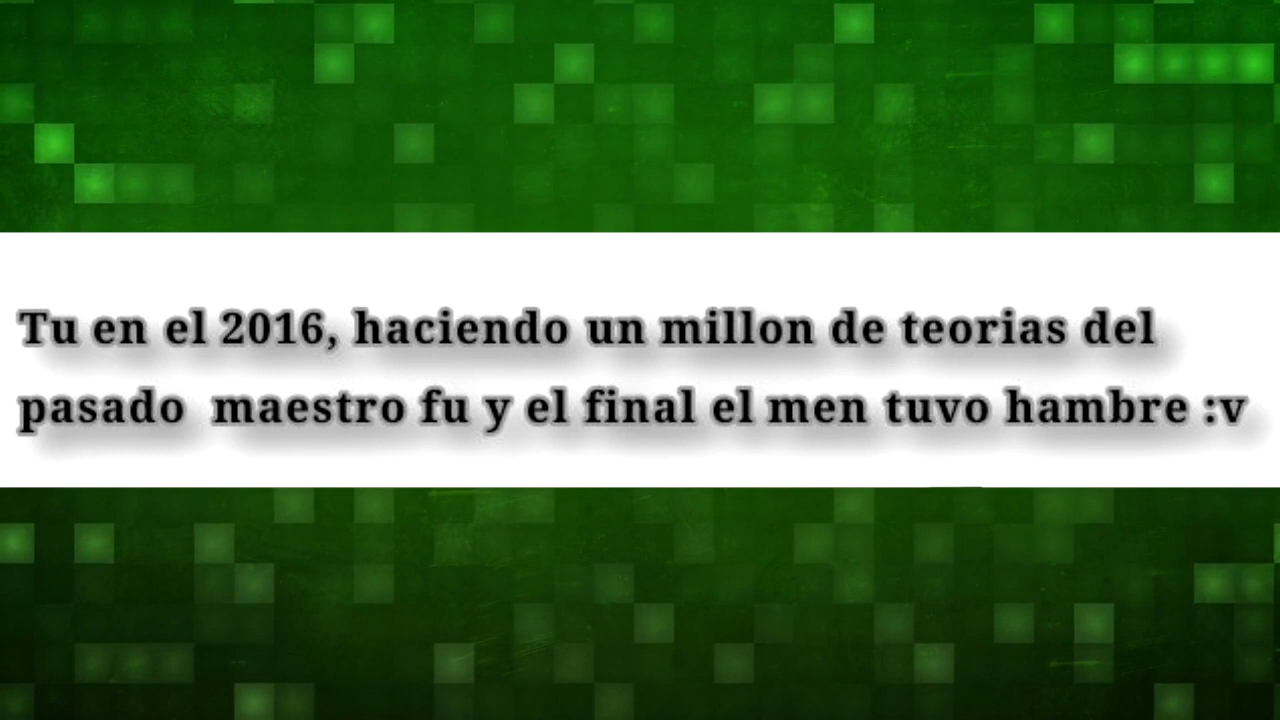 Tu en el 2016, haciendo un millon de teorias del
pasado maestro fu y el final el men tuvo hambre :v